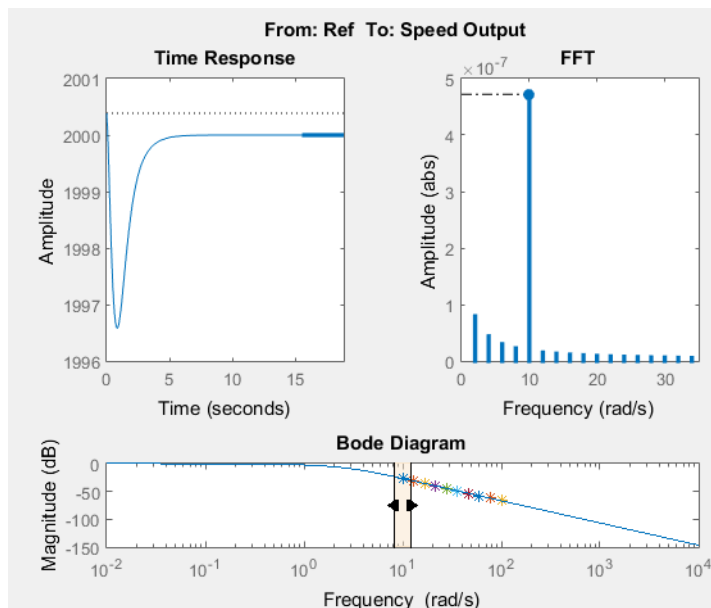 From: Ref To: Speed Output
Time Response
2001
2000
1999
1998
1997
1996
Amplitude
0 5 10 15
Time (seconds)
FFT
×10-7
5
4
3
2
1
0
Amplitude (abs)
0 10 20 30
Frequency (rad/s)
Bode Diagram
0
-50
-100
-150
Magnitude (dB)
10-2 10-1 100 101 102 103 104
Frequency (rad/s)